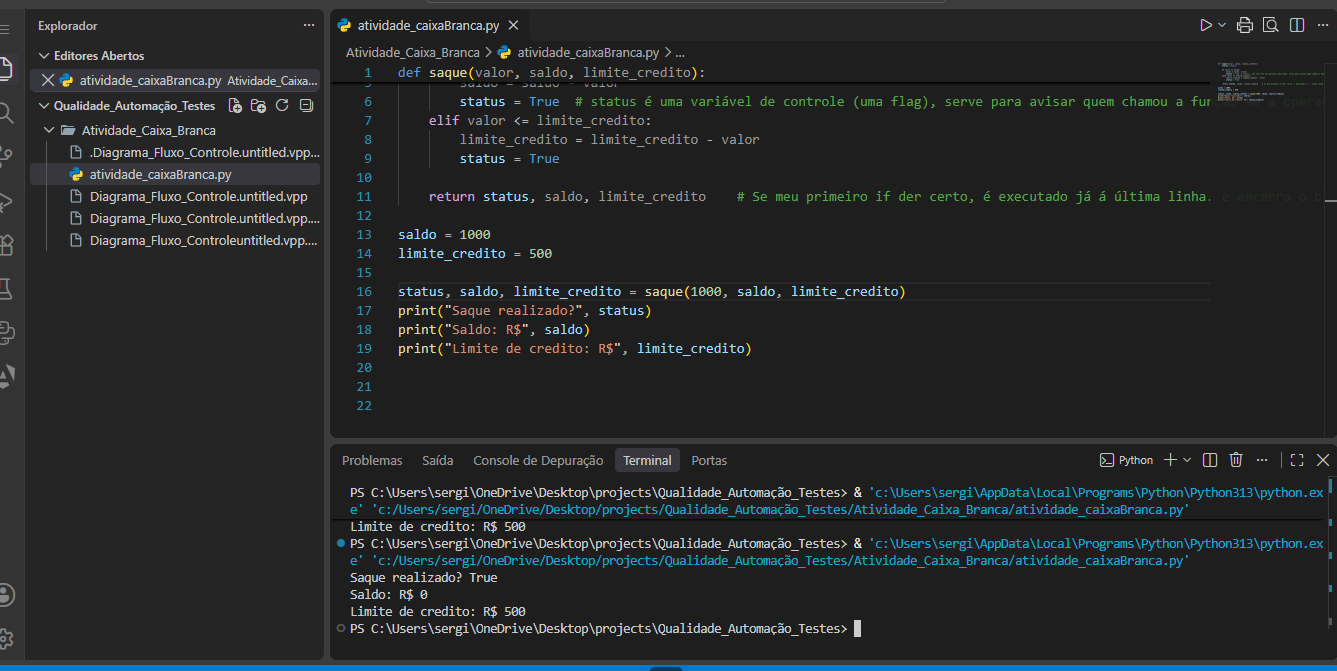 Explorador
Editores Abertos
atividade_caixaBranca.py Atividade_Caixa...
Qualidade_Automação_Testes
Atividade_Caixa_Branca
.Diagrama_Fluxo_Controle.untitled.vpp...
atividade_caixaBranca.py
Diagrama_Fluxo_Controle.untitled.vpp
Diagrama_Fluxo_Controle.untitled.vpp....
Diagrama_Fluxo_Controleuntitled.vpp....
atividade_caixaBranca.py
Atividade_Caixa_Branca > atividade_caixaBranca.py > ...
1 def saque(valor, saldo, limite_credito):
6 status = True # status é uma variável de controle (uma flag), serve para avisar quem chamou a fun
7 elif valor <= limite_credito:
8 limite_credito = limite_credito - valor
9 status = True
10
11 return status, saldo, limite_credito # Se meu primeiro if der certo, é executado já á última linha. e encerra o b
12
13 saldo = 1000
14 limite_credito = 500
15
16 status, saldo, limite_credito = saque(1000, saldo, limite_credito)
17 print("Saque realizado?", status)
18 print("Saldo: R$", saldo)
19 print("Limite de credito: R$", limite_credito)
20
21
22
Problemas Saída Console de Depuração Terminal Portas
Python
PS C:\Users\sergi\OneDrive\Desktop\projects\Qualidade_Automação_Testes> & 'c:\Users\sergi\AppData\Local\Programs\Python\Python313\python.ex
e' 'c:/Users/sergi/OneDrive/Desktop/projects/Qualidade_Automação_Testes/Atividade_Caixa_Branca/atividade_caixaBranca.py'
Limite de credito: R$ 500
PS C:\Users\sergi\OneDrive\Desktop\projects\Qualidade_Automação_Testes> & 'c:\Users\sergi\AppData\Local\Programs\Python\Python313\python.ex
e' 'c:/Users/sergi/OneDrive/Desktop/projects/Qualidade_Automação_Testes/Atividade_Caixa_Branca/atividade_caixaBranca.py'
Saque realizado? True
Saldo: R$ 0
Limite de credito: R$ 500
PS C:\Users\sergi\OneDrive\Desktop\projects\Qualidade_Automação_Testes>